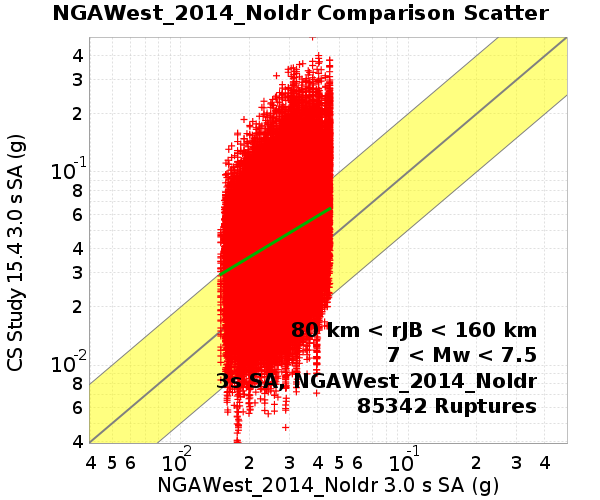 NGAWest_2014_NoIdr Comparison Scatter
CS Study 15.4 3.0 s SA (g)
4
3
2
10-1
8
6
4
3
2
10-2
8
6
4
80 km < rJB < 160 km
7 < Mw < 7.5
3s SA, NGAWest_2014_NoIdr
85342 Ruptures
4 5 6 10-2 2 3 4 5 6 10-1 2 3 4
NGAWest_2014_NoIdr 3.0 s SA (g)